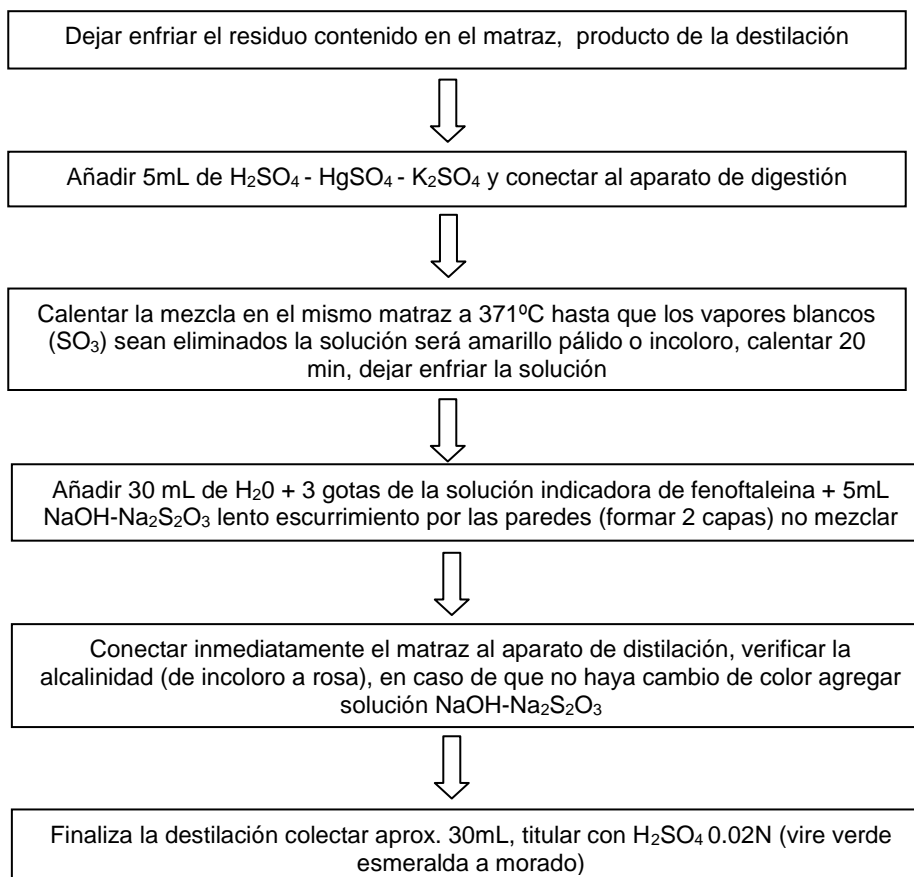 Dejar enfriar el residuo contenido en el matraz,  producto de la destilación
Añadir 5mL de H₂SO₄ - HgSO₄ - K₂SO₄ y conectar al aparato de digestión
Calentar la mezcla en el mismo matraz a 371ºC hasta que los vapores blancos
(SO₃) sean eliminados la solución será amarillo pálido o incoloro, calentar 20
min, dejar enfriar la solución
Añadir 30 mL de H₂0 + 3 gotas de la solución indicadora de fenoftaleina + 5mL
NaOH-Na₂S₂O₃ lento escurrimiento por las paredes (formar 2 capas) no mezclar
Conectar inmediatamente el matraz al aparato de distilación, verificar la
alcalinidad (de incoloro a rosa), en caso de que no haya cambio de color agregar
solución NaOH-Na₂S₂O₃
Finaliza la destilación colectar aprox. 30mL, titular con H₂SO₄ 0.02N (vire verde
esmeralda a morado)